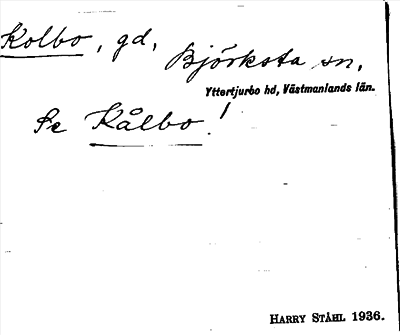 Kolbo, gd, Björksta sn,
Yttertjurbo hd, Västmanlands län.
Se Kålbo!
HARRY STÅHL 1936.